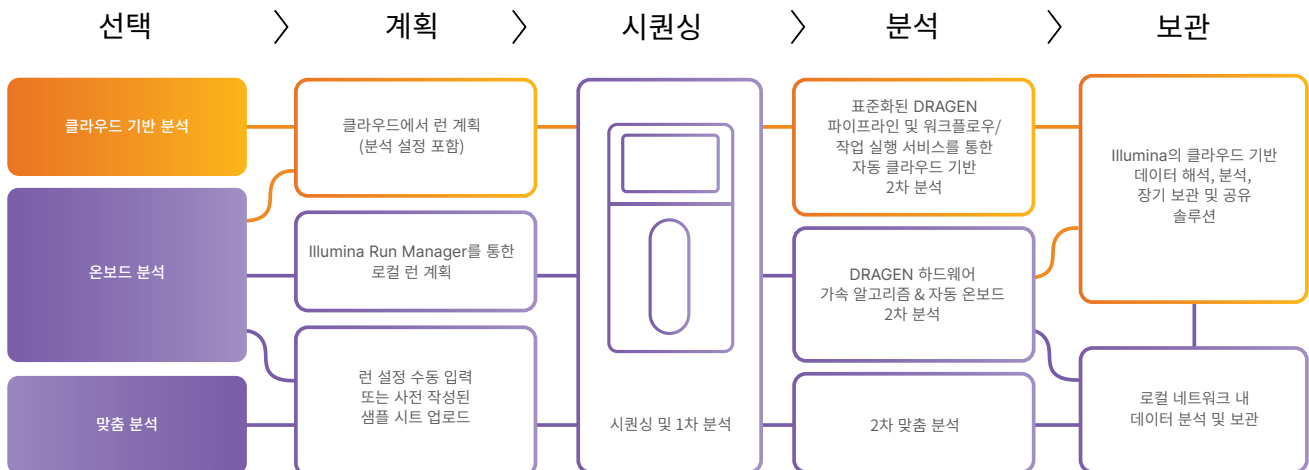 선택
계획
시퀀싱
분석
보관
클라우드 기반 분석
온보드 분석
맞춤 분석
클라우드에서 런 계획
(분석 설정 포함)
Illumina Run Manager를 통한
로컬 런 계획
런 설정 수동 입력
또는 사전 작성된
샘플 시트 업로드
시퀀싱 및 1차 분석
표준화된 DRAGEN
파이프라인 및 워크플로우/
작업 실행 서비스를 통한
자동 클라우드 기반
2차 분석
DRAGEN 하드웨어
가속 알고리즘 & 자동 온보드
2차 분석
2차 맞춤 분석
Illumina의 클라우드 기반
데이터 해석, 분석,
장기 보관 및 공유
솔루션
로컬 네트워크 내
데이터 분석 및 보관